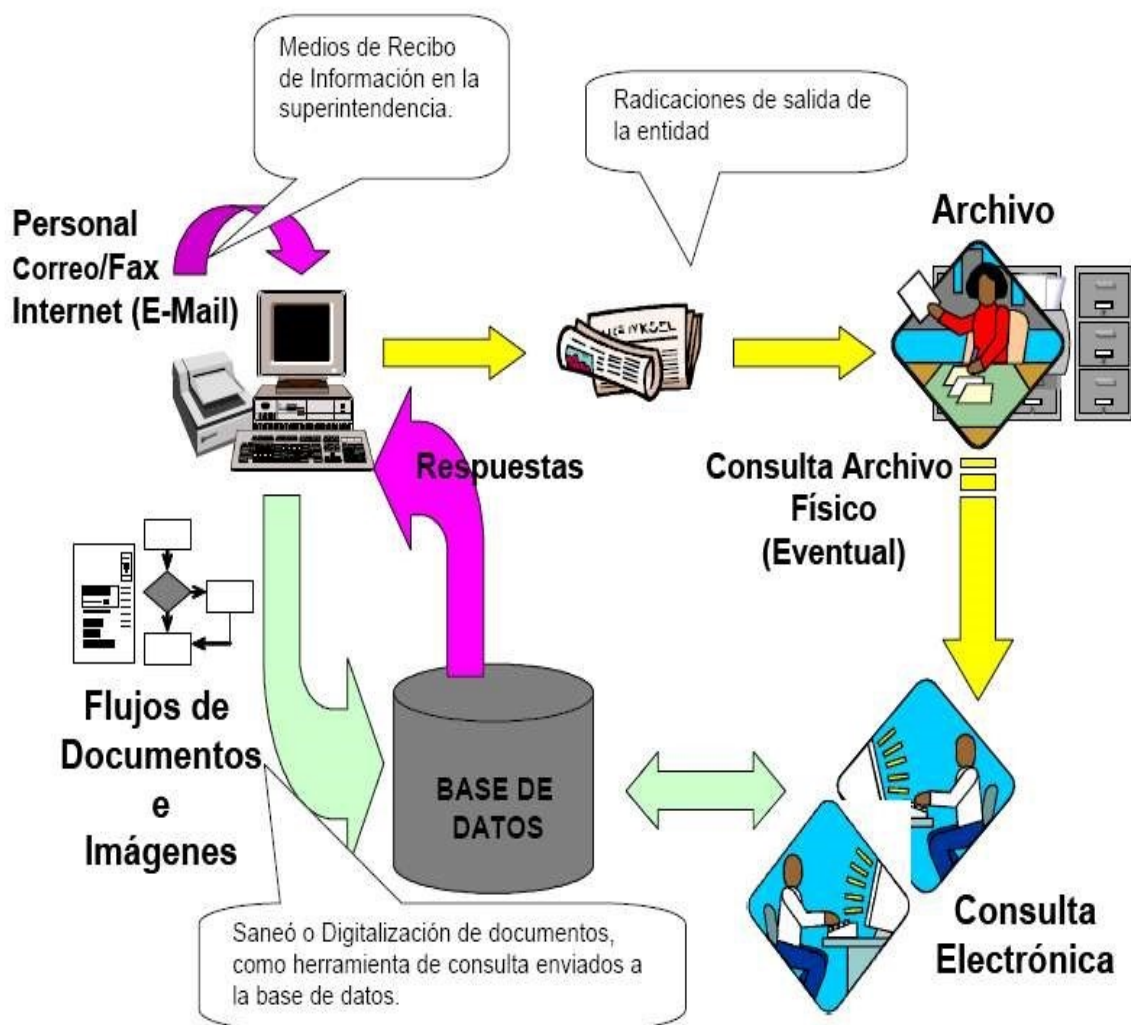 Medios de Recibo
de Información en la
superintendencia.
Radicaciones de salida de
la entidad
Personal
Correo/Fax
Internet (E-Mail)
Archivo
Respuestas
Consulta Archivo
Físico
(Eventual)
Flujos de
Documentos
e
Imágenes
BASE DE
DATOS
Saneó o Digitalización de documentos,
como herramienta de consulta enviados a
la base de datos.
Consulta
Electrónica